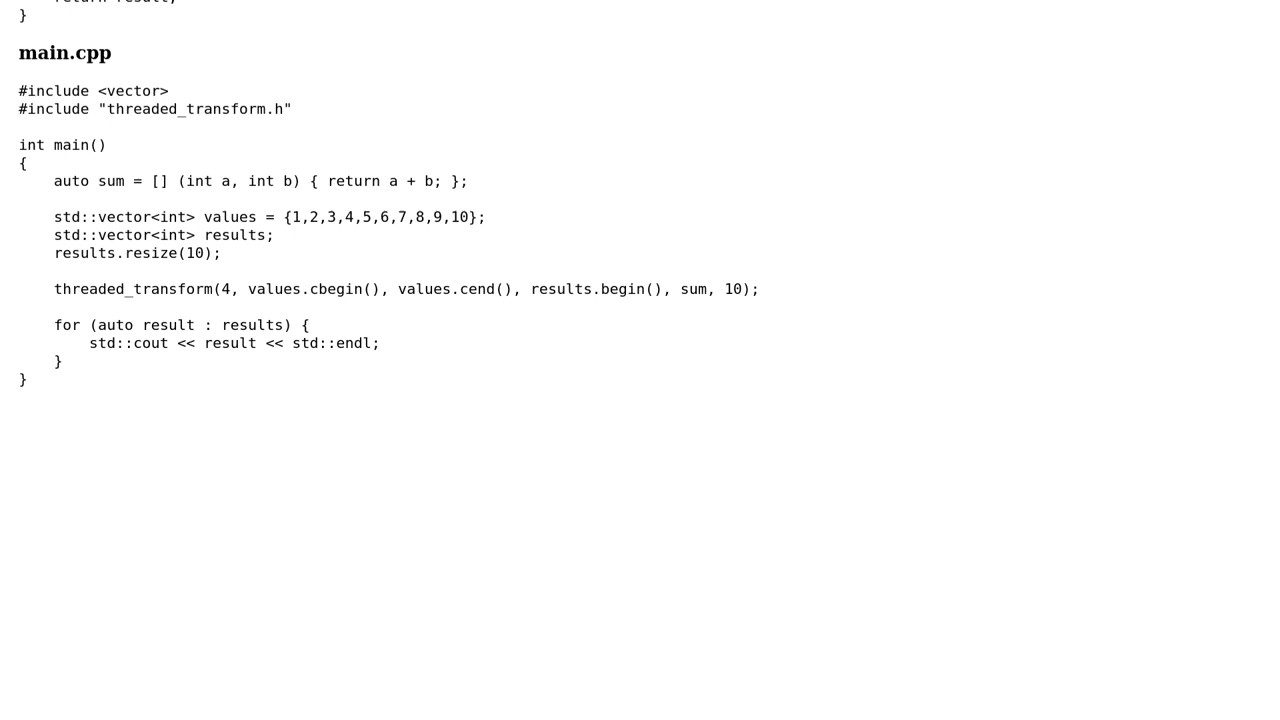 return result;
}
main.cpp
#include <vector>
#include "threaded_transform.h"
int main()
{
    auto sum = [] (int a, int b) { return a + b; };
    std::vector<int> values = {1,2,3,4,5,6,7,8,9,10};
    std::vector<int> results;
    results.resize(10);
    threaded_transform(4, values.cbegin(), values.cend(), results.begin(), sum, 10);
    for (auto result : results) {
        std::cout << result << std::endl;
    }
}